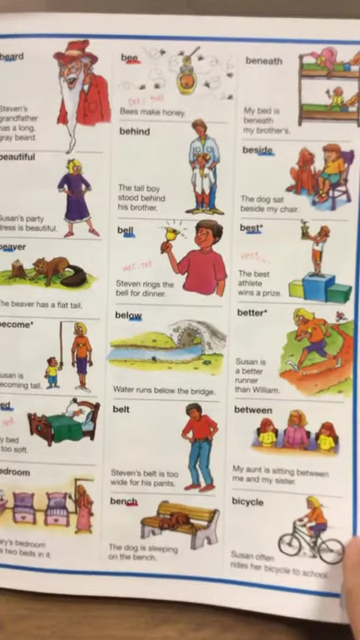 beard
Steven's
grandfather
has a long,
gray beard.
beautiful
Susan's party
dress is beautiful.
beaver
The beaver has a flat tail.
become*
Susan is
becoming tall.
bed
My bed
too soft.
bedroom
ary's bedroom
s two beds in it.
bee
Bees make honey.
behind
The tall boy
stood behind
his brother.
bell
Steven rings the
bell for dinner.
below
Water runs below the bridge.
belt
Steven's belt is too
wide for his pants.
bench
The dog is sleeping
on the bench.
beneath
My bed is
beneath
my brother's.
beside
The dog sat
beside my chair.
best*
The best
athlete
wins a prize.
better*
Susan is
a better
runner
than William.
between
My aunt is sitting between
me and my sister.
bicycle
Susan often
rides her bicycle to school.